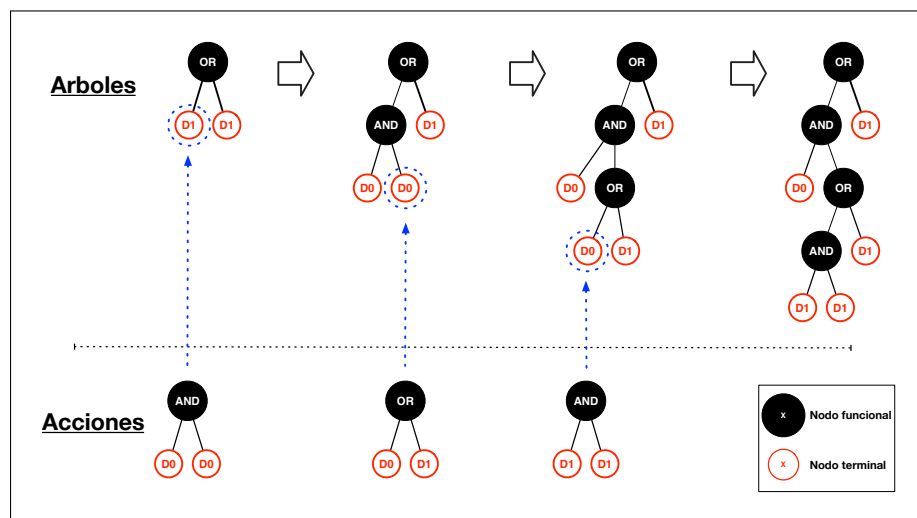 Arboles
OR OR OR OR
D1 D1 AND D1 AND D1 AND D1
D0 D0 D0 OR D0 OR
D0 D1 AND D1
D1 D1
Acciones
AND OR AND
D0 D0 D0 D1 D1 D1
X Nodo funcional
X Nodo terminal